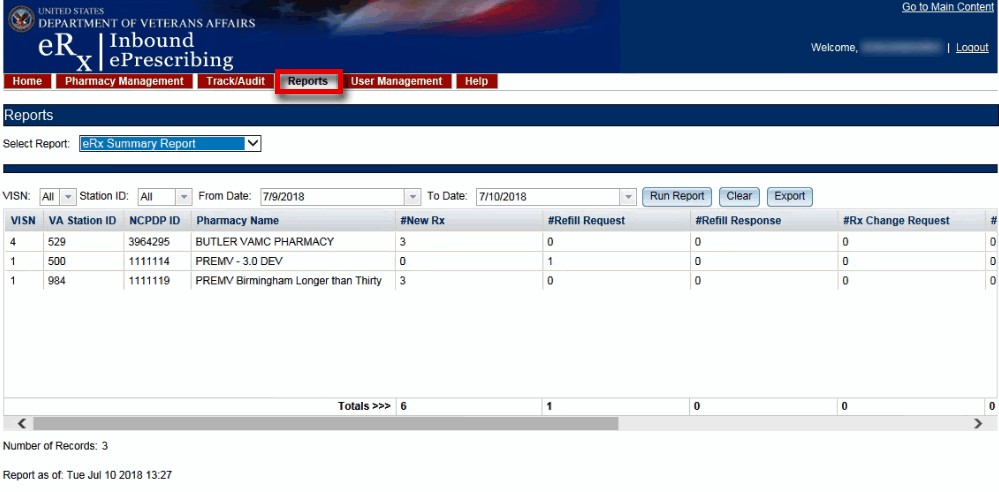 Go to Main Content
UNITED STATES
DEPARTMENT OF VETERANS AFFAIRS
eRx Inbound
ePrescribing
Welcome, | Logout
Home Pharmacy Management Track/Audit Reports User Management Help
Reports
Select Report: eRx Summary Report
VISN: All Station ID: All From Date: 7/9/2018 To Date: 7/10/2018 Run Report Clear Export
VISN VA Station ID NCPDP ID Pharmacy Name #New Rx #Refill Request #Refill Response #Rx Change Request #
4 529 3964295 BUTLER VAMC PHARMACY 3 0 0 0 0
1 500 1111114 PREMV - 3.0 DEV 0 1 0 0 0
1 984 1111119 PREMV Birmingham Longer than Thirty 3 0 0 0 0
Totals >>> 6 1 0 0 0
Number of Records: 3
Report as of: Tue Jul 10 2018 13:27